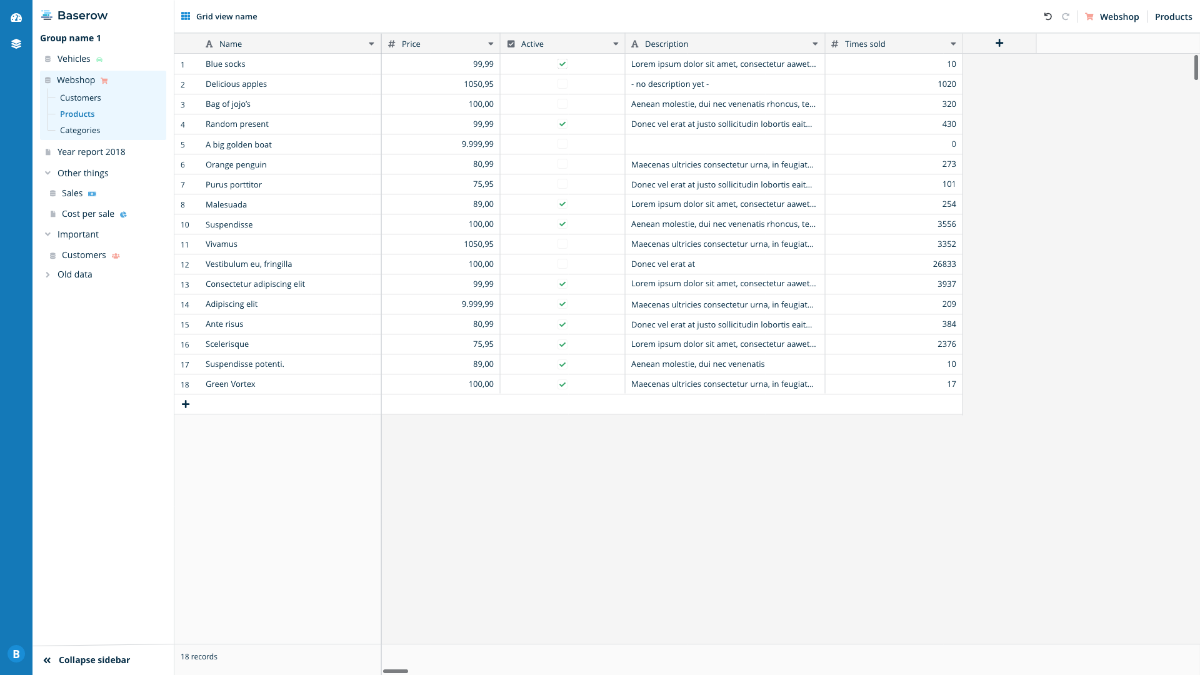 Baserow
Group name 1
Vehicles
Webshop
Customers
Products
Categories
Year report 2018
Other things
Sales
Cost per sale
Important
Customers
Old data
B
Collapse sidebar
Grid view name
Webshop Products
Name Price Active Description Times sold
1 Blue socks 99,99 Lorem ipsum dolor sit amet, consectetur aawet... 10
2 Delicious apples 1050,95 - no description yet - 1020
3 Bag of jojo's 100,00 Aenean molestie, dui nec venenatis rhoncus, te... 320
4 Random present 99,99 Donec vel erat at justo sollicitudin lobortis eait... 430
5 A big golden boat 9.999,99 0
6 Orange penguin 80,99 Maecenas ultricies consectetur urna, in feugiat... 273
7 Purus porttitor 75,95 Donec vel erat at justo sollicitudin lobortis eait... 101
8 Malesuada 89,00 Lorem ipsum dolor sit amet, consectetur aawet... 254
10 Suspendisse 100,00 Aenean molestie, dui nec venenatis rhoncus, te... 3556
11 Vivamus 1050,95 Maecenas ultricies consectetur urna, in feugiat... 3352
12 Vestibulum eu, fringilla 100,00 Donec vel erat at 26833
13 Consectetur adipiscing elit 99,99 Lorem ipsum dolor sit amet, consectetur aawet... 3937
14 Adipiscing elit 9.999,99 Maecenas ultricies consectetur urna, in feugiat... 209
15 Ante risus 80,99 Donec vel erat at justo sollicitudin lobortis eait... 384
16 Scelerisque 75,95 Lorem ipsum dolor sit amet, consectetur aawet... 2376
17 Suspendisse potenti. 89,00 Aenean molestie, dui nec venenatis 10
18 Green Vortex 100,00 Maecenas ultricies consectetur urna, in feugiat... 17
18 records